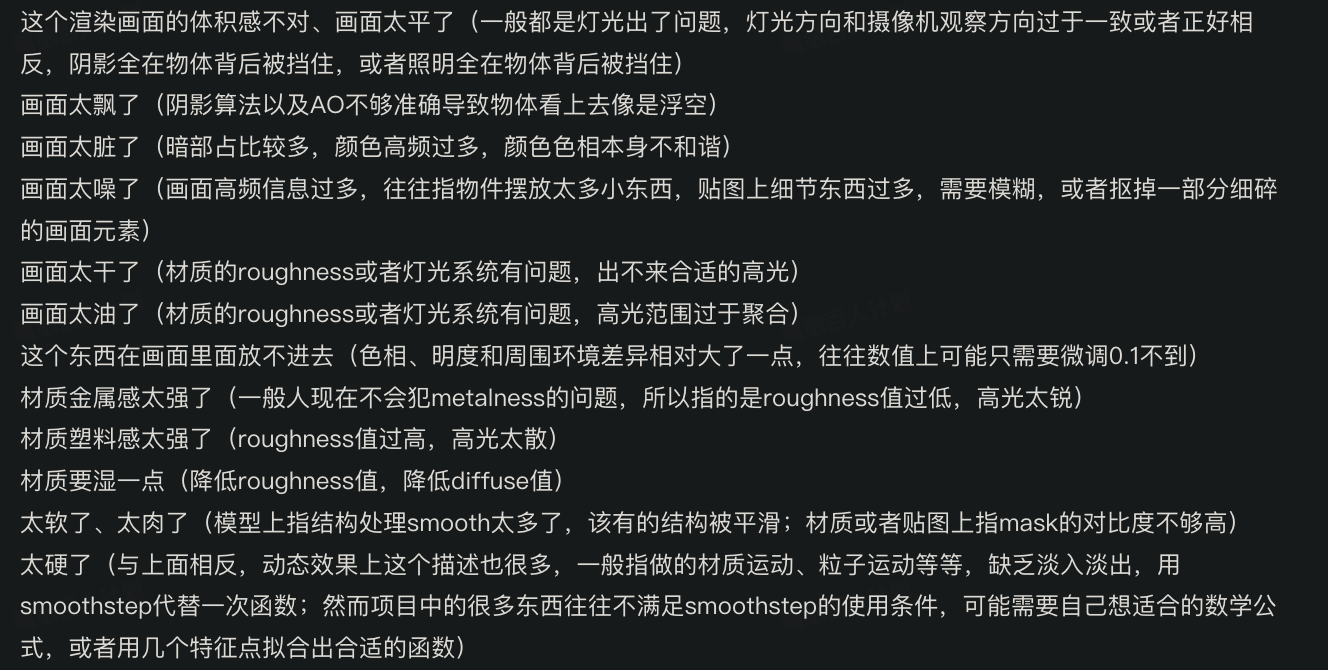 这个渲染画面的体积感不对、画面太平了（一般都是灯光出了问题，灯光方向和摄像机观察方向过于一致或者正好相
反，阴影全在物体背后被挡住，或者照明全在物体背后被挡住）
画面太飘了（阴影算法以及AO不够准确导致物体看上去像是浮空）
画面太脏了（暗部占比较多，颜色高频过多，颜色色相本身不和谐）
画面太噪了（画面高频信息过多，往往指物件摆放太多小东西，贴图上细节东西过多，需要模糊，或者抠掉一部分细碎
的画面元素）
画面太干了（材质的roughness或者灯光系统有问题，出不来合适的高光）
画面太油了（材质的roughness或者灯光系统有问题，高光范围过于聚合）
这个东西在画面里面放不进去（色相、明度和周围环境差异相对大了一点，往往数值上可能只需要微调0.1不到）
材质金属感太强了（一般人现在不会犯metalness的问题，所以指的是roughness值过低，高光太锐）
材质塑料感太强了（roughness值过高，高光太散）
材质要湿一点（降低roughness值，降低diffuse值）
太软了、太肉了（模型上指结构处理smooth太多了，该有的结构被平滑；材质或者贴图上指mask的对比度不够高）
太硬了（与上面相反，动态效果上这个描述也很多，一般指做的材质运动、粒子运动等等，缺乏淡入淡出，用
smoothstep代替一次函数；然而项目中的很多东西往往不满足smoothstep的使用条件，可能需要自己想适合的数学公
式，或者用几个特征点拟合出合适的函数）